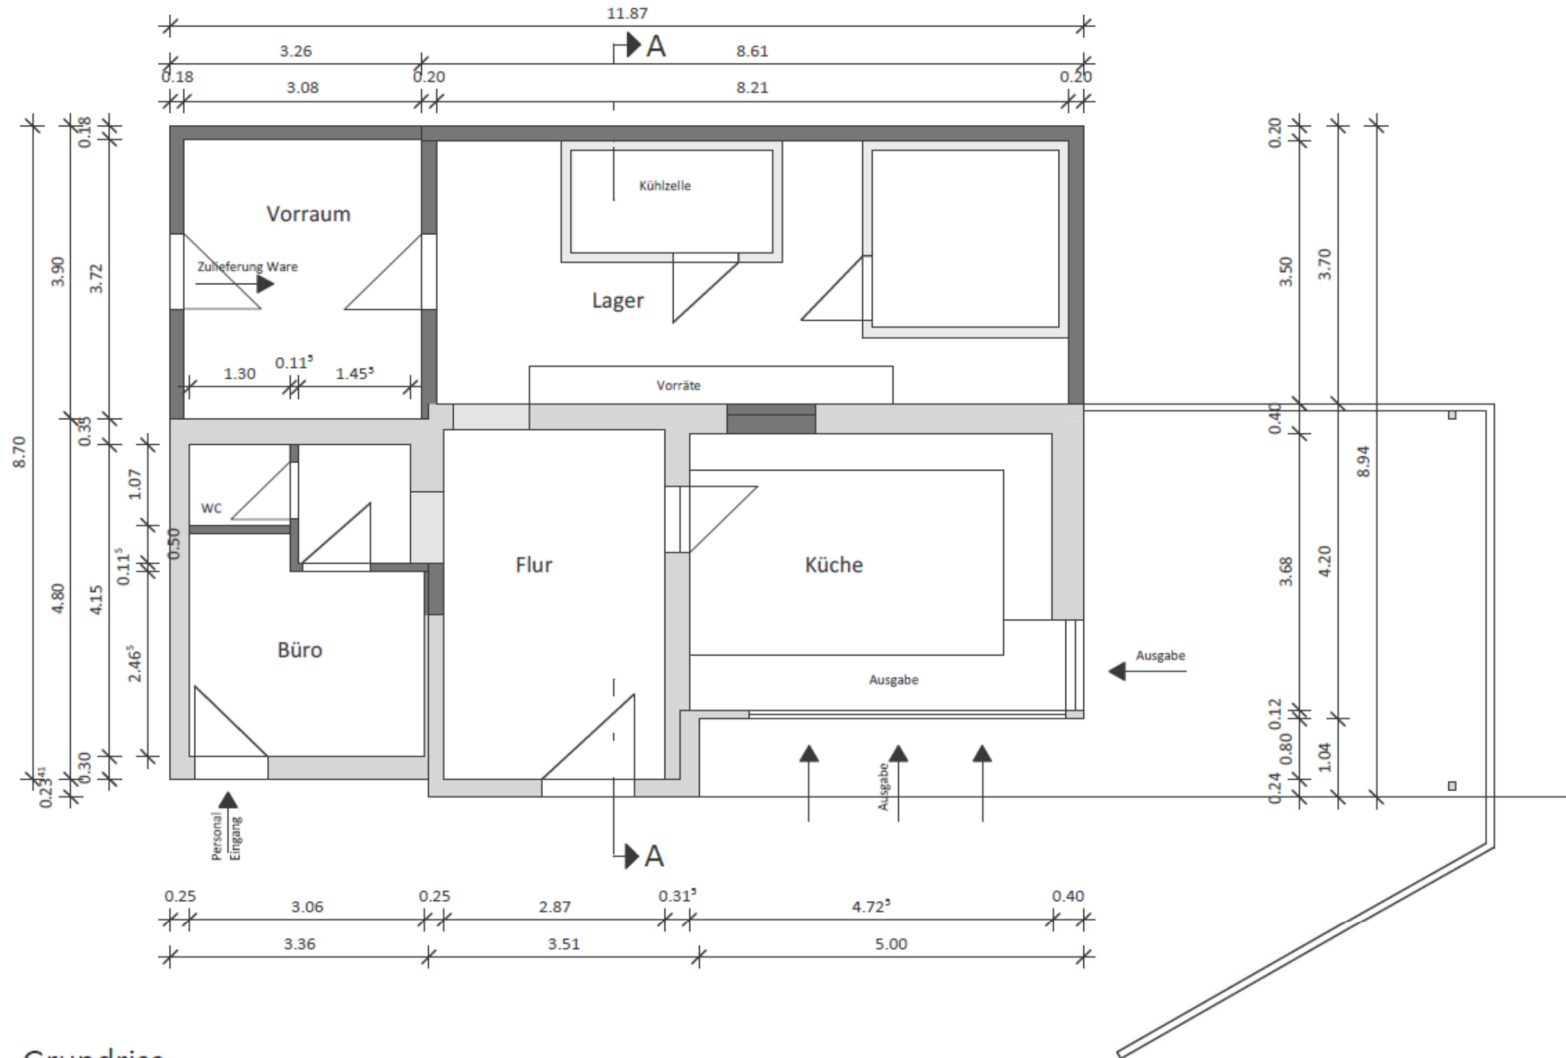 11.87
3.26
A
8.61
0.18
0.20
0.20
3.08
8.21
0.18
0.20
Kühlzelle
Vorraum
Zulieferung Ware
3.90
3.72
Lager
3.50
3.70
0.11⁵
1.30
1.45⁵
Vorräte
0.35
0.40
8.70
8.94
1.07
WC
0.50
0.11⁵
Flur
Küche
3.68
4.20
4.80
4.15
2.46⁵
Büro
Ausgabe
Ausgabe
0.12
0.30
0.23⁴¹
0.80
1.04
0.24
Ausgabe
Personal
Eingang
A
0.25
3.06
0.25
2.87
0.31⁵
4.72⁵
0.40
3.36
3.51
5.00
Grundriss